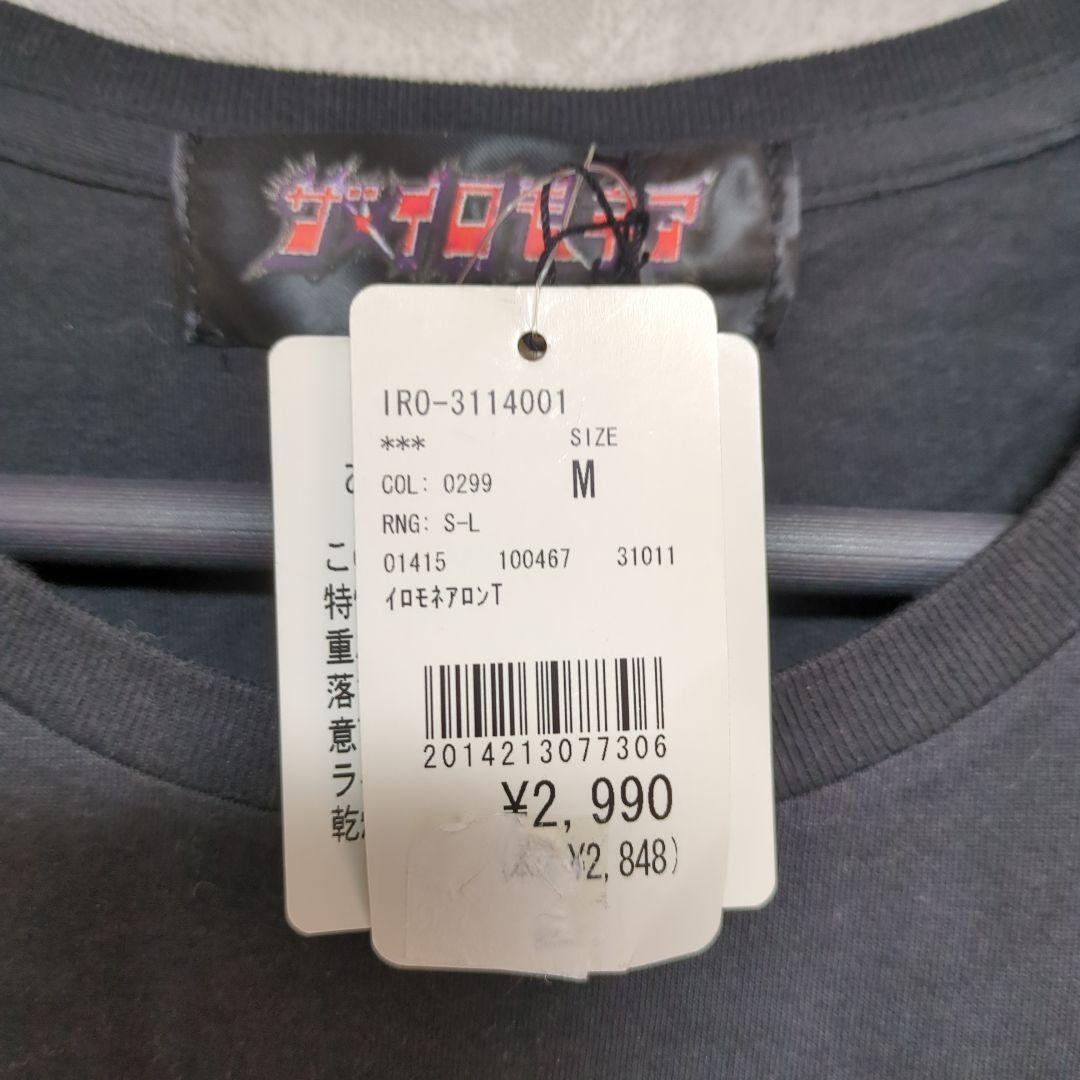 ザ・イロモネア
IRO-3114001
***
SIZE
COL: 0299
M
RNG: S-L
01415 100467 31011
イロモネアロンT
2014213077306
¥2,990
¥2,848)
こ
特
重
落
意
ラ
乾